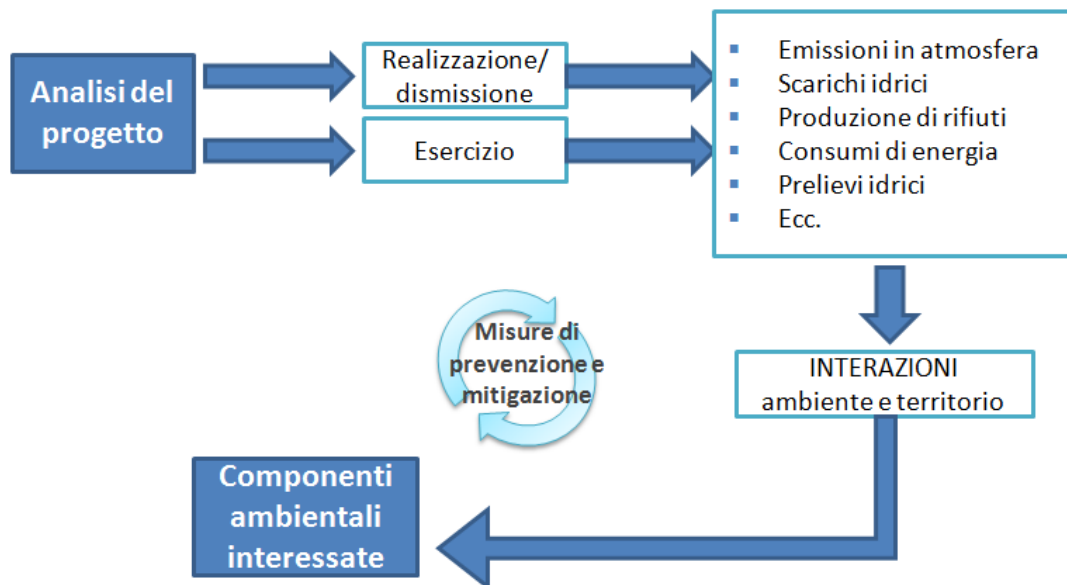 Analisi del
progetto
Realizzazione/
dismissione
Esercizio
▪ Emissioni in atmosfera
▪ Scarichi idrici
▪ Produzione di rifiuti
▪ Consumi di energia
▪ Prelievi idrici
▪ Ecc.
Misure di
prevenzione e
mitigazione
INTERAZIONI
ambiente e territorio
Componenti
ambientali
interessate